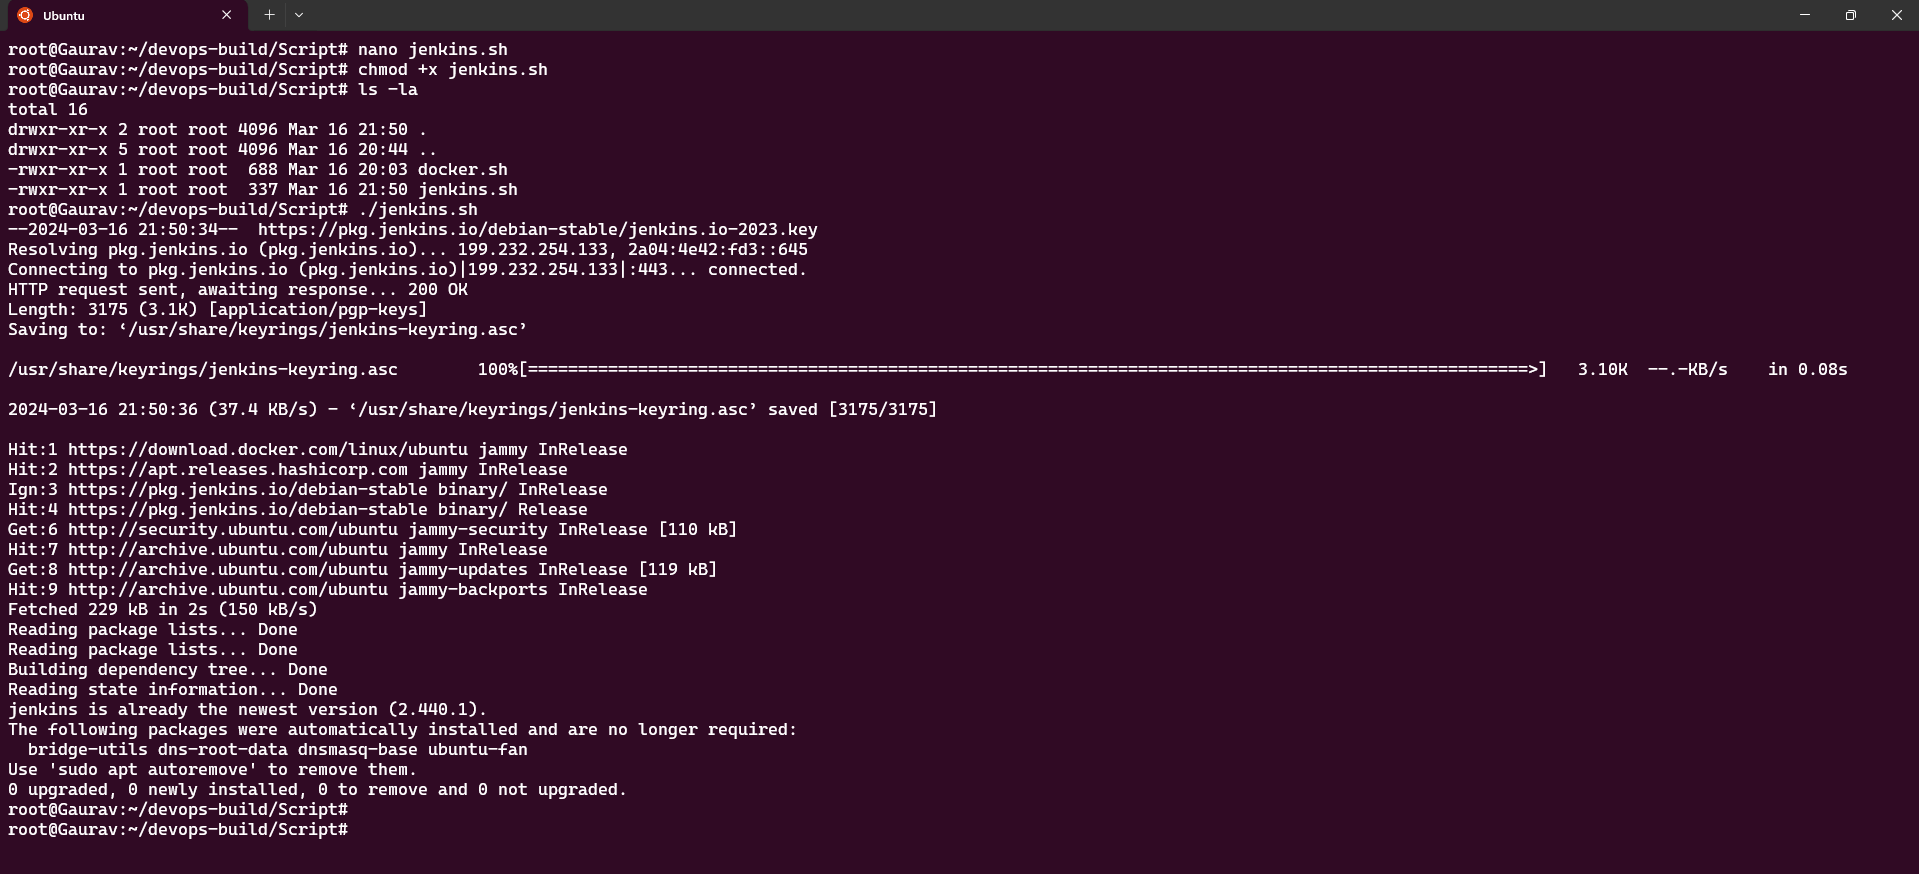 Ubuntu
root@Gaurav:~/devops-build/Script# nano jenkins.sh
root@Gaurav:~/devops-build/Script# chmod +x jenkins.sh
root@Gaurav:~/devops-build/Script# ls -la
total 16
drwxr-xr-x 2 root root 4096 Mar 16 21:50 .
drwxr-xr-x 5 root root 4096 Mar 16 20:44 ..
-rwxr-xr-x 1 root root  688 Mar 16 20:03 docker.sh
-rwxr-xr-x 1 root root  337 Mar 16 21:50 jenkins.sh
root@Gaurav:~/devops-build/Script# ./jenkins.sh
--2024-03-16 21:50:34--  https://pkg.jenkins.io/debian-stable/jenkins.io-2023.key
Resolving pkg.jenkins.io (pkg.jenkins.io)... 199.232.254.133, 2a04:4e42:fd3::645
Connecting to pkg.jenkins.io (pkg.jenkins.io)|199.232.254.133|:443... connected.
HTTP request sent, awaiting response... 200 OK
Length: 3175 (3.1K) [application/pgp-keys]
Saving to: ‘/usr/share/keyrings/jenkins-keyring.asc’
/usr/share/keyrings/jenkins-keyring.asc        100%[====================================================================================================>]   3.10K  --.-KB/s    in 0.08s
2024-03-16 21:50:36 (37.4 KB/s) - ‘/usr/share/keyrings/jenkins-keyring.asc’ saved [3175/3175]
Hit:1 https://download.docker.com/linux/ubuntu jammy InRelease
Hit:2 https://apt.releases.hashicorp.com jammy InRelease
Ign:3 https://pkg.jenkins.io/debian-stable binary/ InRelease
Hit:4 https://pkg.jenkins.io/debian-stable binary/ Release
Get:6 http://security.ubuntu.com/ubuntu jammy-security InRelease [110 kB]
Hit:7 http://archive.ubuntu.com/ubuntu jammy InRelease
Get:8 http://archive.ubuntu.com/ubuntu jammy-updates InRelease [119 kB]
Hit:9 http://archive.ubuntu.com/ubuntu jammy-backports InRelease
Fetched 229 kB in 2s (150 kB/s)
Reading package lists... Done
Reading package lists... Done
Building dependency tree... Done
Reading state information... Done
jenkins is already the newest version (2.440.1).
The following packages were automatically installed and are no longer required:
  bridge-utils dns-root-data dnsmasq-base ubuntu-fan
Use 'sudo apt autoremove' to remove them.
0 upgraded, 0 newly installed, 0 to remove and 0 not upgraded.
root@Gaurav:~/devops-build/Script#
root@Gaurav:~/devops-build/Script#